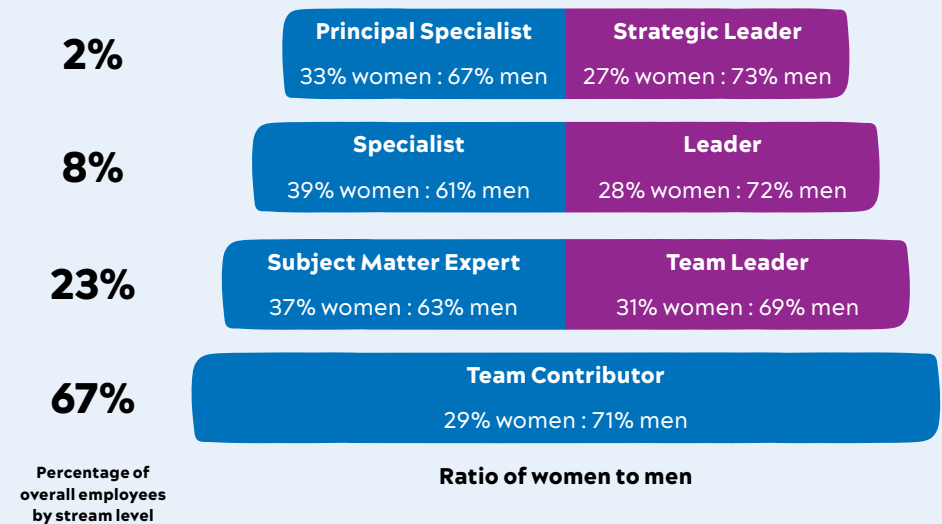 2%
Principal Specialist
33% women : 67% men
Strategic Leader
27% women : 73% men
8%
Specialist
39% women : 61% men
Leader
28% women : 72% men
23%
Subject Matter Expert
37% women : 63% men
Team Leader
31% women : 69% men
67%
Team Contributor
29% women : 71% men
Percentage of
overall employees
by stream level
Ratio of women to men